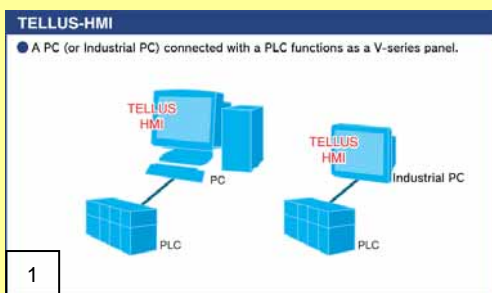 TELLUS-HMI
● A PC (or Industrial PC) connected with a PLC functions as a V-series panel.
TELLUS
HMI
PC
PLC
TELLUS
HMI
Industrial PC
PLC
1